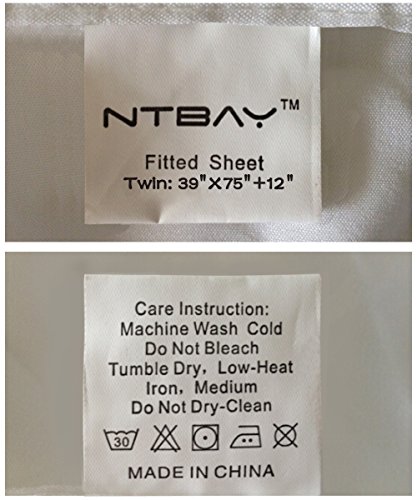 NTBAY™
Fitted Sheet
Twin: 39"X75"+12"
Care Instruction:
Machine Wash Cold
Do Not Bleach
Tumble Dry, Low-Heat
Iron, Medium
Do Not Dry-Clean
30
MADE IN CHINA